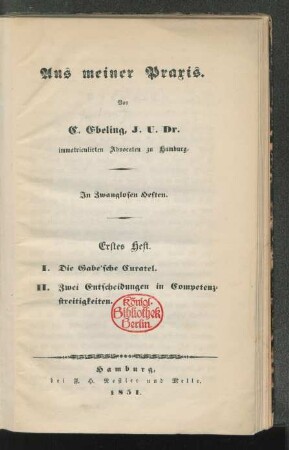 Aus meiner Praxis.
Von
C. Ebeling, J. U. Dr.
immatriculirten Advocaten zu Hamburg.
In Zwanglosen Heften.
Erstes Heft.
I. Die Gabe'sche Curatel.
II. Zwei Entscheidungen in Competenz-
streitigkeiten.
Königl.
Bibliothek
Berlin.
Hamburg,
bei F. H. Nestler und Melle.
1851.